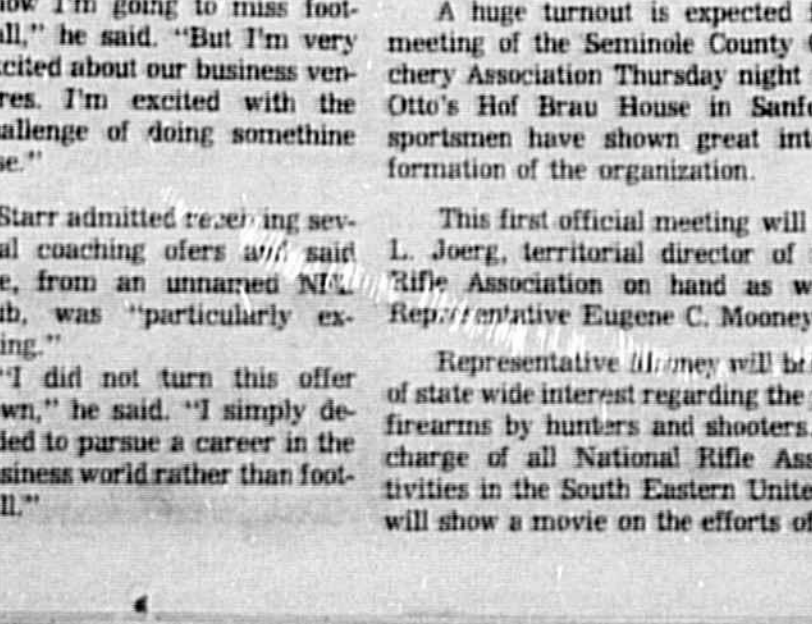 ow I'm going to miss foot-
all," he said. "But I'm very
cited about our business ven-
res. I'm excited with the
allenge of doing somethine
se."
Starr admitted receiving sev-
al coaching ofers and said
e, from an unnamed NFL
ub, was "particularly ex-
ing."
"I did not turn this offer
wn," he said. "I simply de-
ded to parsue a career in the
siness world rather than foot-
ll."
A huge turnout is expected
meeting of the Seminole County
chery Association Thursday night
Otto's Hof Brau House in Sanf
sportsmen have shown great int
formation of the organization.
This first official meeting will
L. Joerg, territorial director of
Rifle Association on hand as w
Representative Eugene C. Mooney
Representative Mooney will be
of state wide interest regarding the
firearms by hunters and shooters.
charge of all National Rifle Ass
tivities in the South Eastern Unite
will show a movie on the efforts of